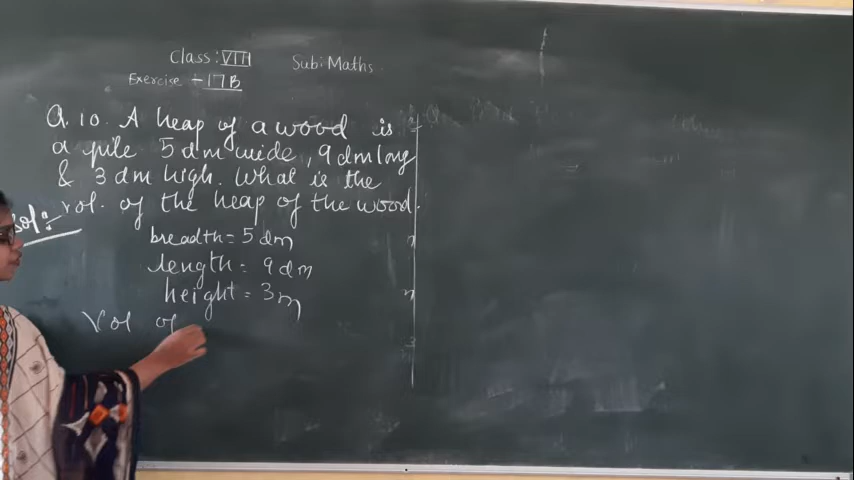 Class: VIII Sub: Maths
Exercise - 17B
Q. 10. A heap of a wood is
a pile 5 dm wide, 9 dm long
& 3 dm high. What is the
vol. of the heap of the wood.
Sol:-
breadth = 5 dm
length = 9 dm
height = 3m
Vol of